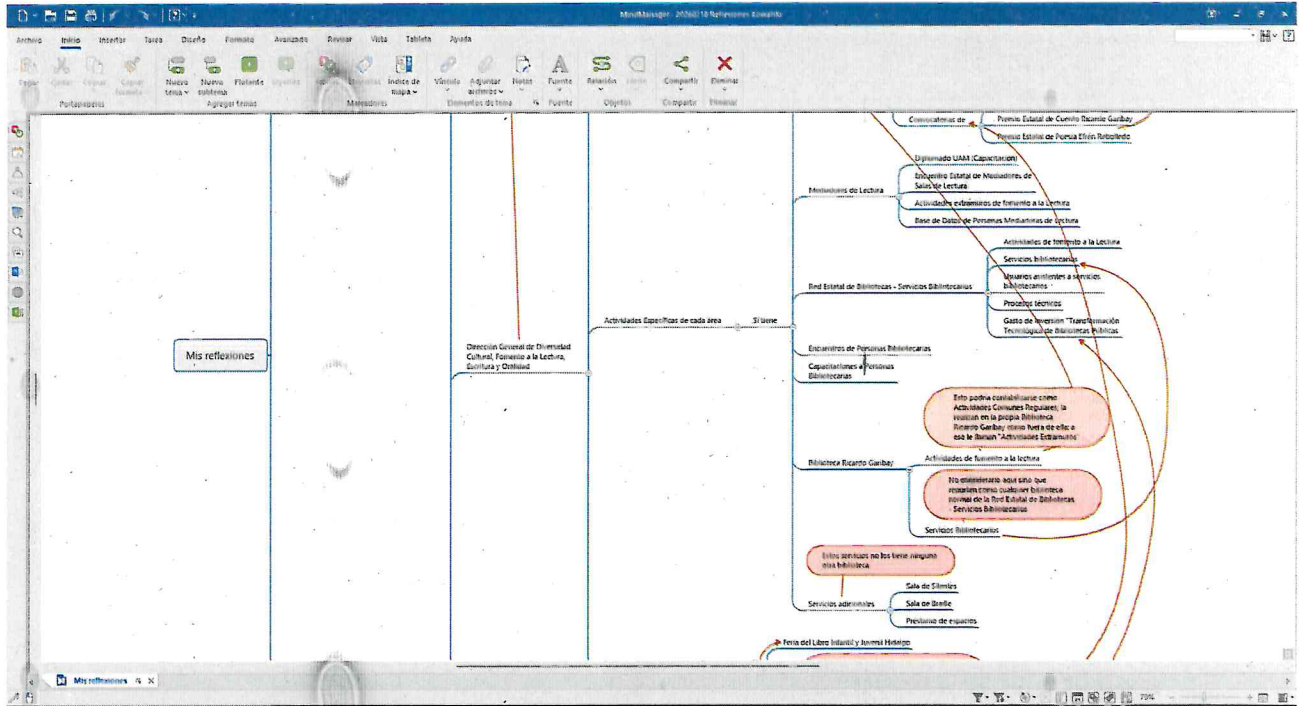 MindManager - 20260218 Reflexiones
Archivo Inicio Insertar Tarea Diseño Formato Avanzado Revisar Vista Tableta Ayuda
Pegar Cortar Copiar Copiar formato
Nuevo tema Nuevo subtema Flotante
Índice de mapa
Vínculo Adjuntar archivos Notas Fuente Relación Compartir Eliminar
Portapapeles Agregar temas Marcadores Elementos de tema Fuente Objetos Compartir Eliminar
Convocatorias de
Premio Estatal de Cuento Ricardo Garibay
Premio Estatal de Poesía Efrén Rebolledo
Mediadores de Lectura
Diplomado UAM (Capacitación)
Encuentro Estatal de Mediadores de
Salas de Lectura
Actividades extramuros de fomento a la Lectura
Base de Datos de Personas Mediadoras de Lectura
Red Estatal de Bibliotecas - Servicios Bibliotecarios
Actividades de fomento a la Lectura
Servicios bibliotecarios
Usuarios asistentes a servicios
bibliotecarios
Procesos técnicos
Gasto de inversión "Transformación
Tecnológica de Bibliotecas Públicas
Mis reflexiones
Dirección General de Diversidad
Cultural, Fomento a la Lectura,
Escritura y Oralidad
Actividades Específicas de cada área
Sí tiene
Encuentros de Personas Bibliotecarias
Capacitaciones a Personas
Bibliotecarias
Esto podría contabilizarse como
Actividades Comunes Regulares; la
realizan en la propia Biblioteca
Ricardo Garibay como fuera de ella; a
eso le llaman "Actividades Extramuros"
Biblioteca Ricardo Garibay
Actividades de fomento a la lectura
No considerarlo aquí sino que
reporten como cualquier biblioteca
normal de la Red Estatal de Bibliotecas
- Servicios Bibliotecarios
Servicios Bibliotecarios
Estos servicios no los tiene ninguna
otra biblioteca
Servicios adicionales
Sala de Silentes
Sala de Braile
Préstamo de espacios
Feria del Libro Infantil y Juvenil Hidalgo
Mis reflexiones
79%